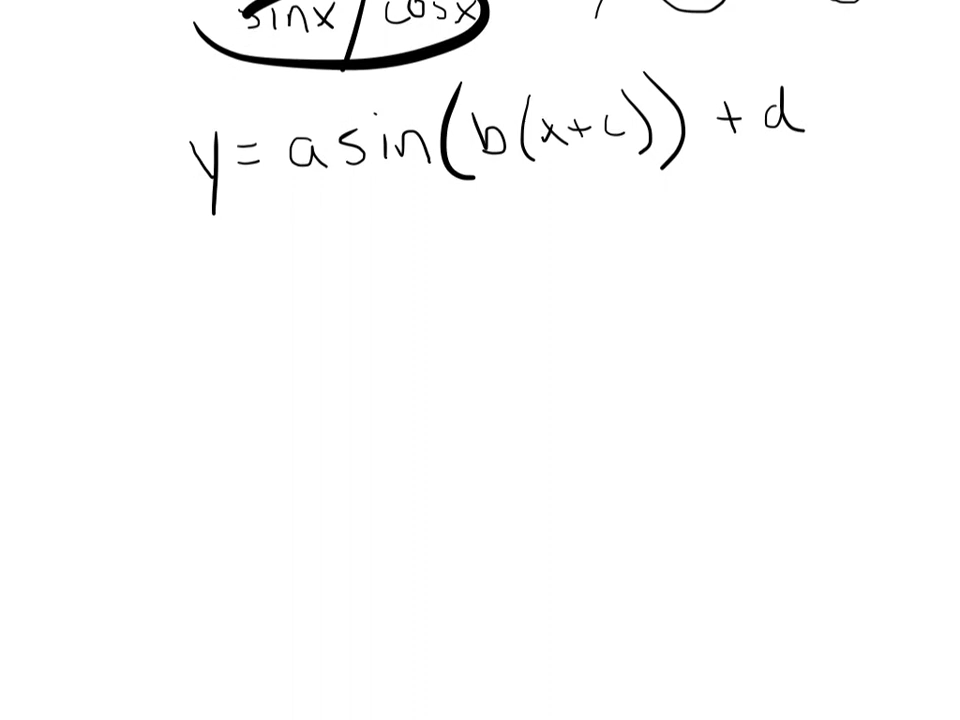 sinx / cosx
y = a sin(b(x+c)) + d